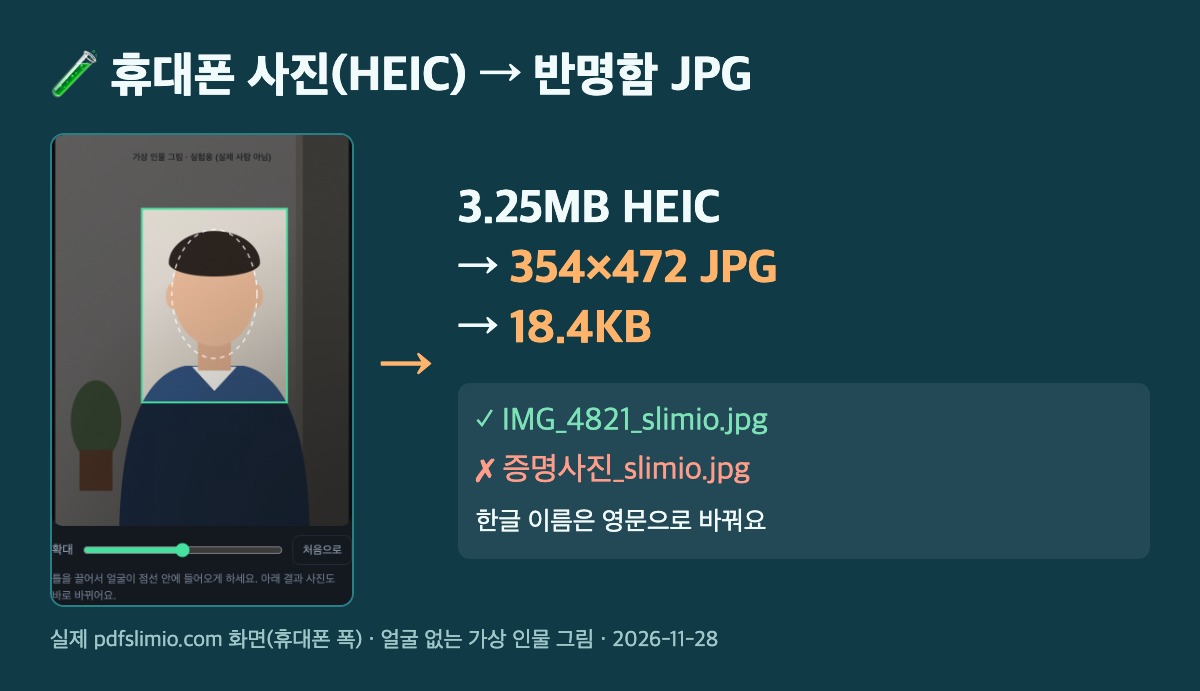 휴대폰 사진(HEIC) → 반명함 JPG
가상 인물 그림 · 실험용 (실제 사람 아님)
3.25MB HEIC
→ 354×472 JPG
→ 18.4KB
→
✓ IMG_4821_slimio.jpg
✗ 증명사진_slimio.jpg
한글 이름은 영문으로 바꿔요
확대
처음으로
틀을 끌어서 얼굴이 점선 안에 들어오게 하세요. 아래 결과 사진도
바로 바뀌어요.
실제 pdfslimio.com 화면(휴대폰 폭) · 얼굴 없는 가상 인물 그림 · 2026-11-28